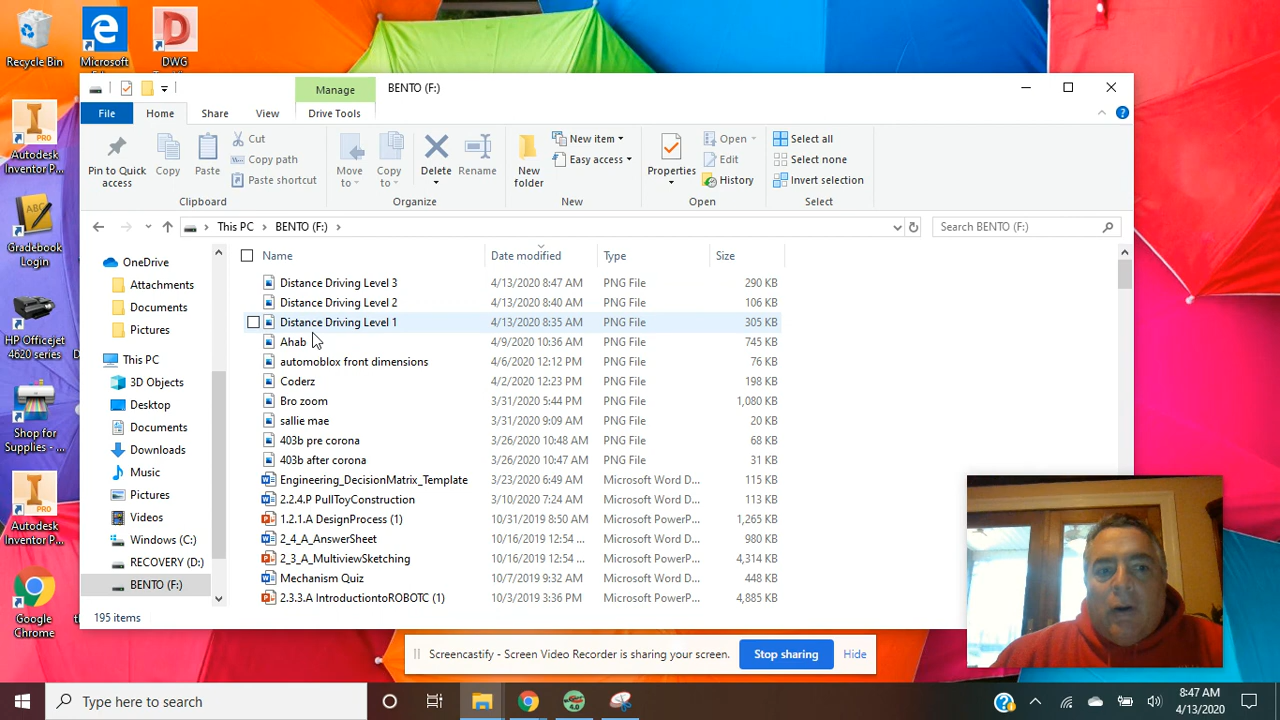 Recycle Bin
Microsoft
DWG
Autodesk
Inventor P...
Gradebook
Login
HP Officejet
4620 series
Shop for
Supplies - ...
Autodesk
Inventor P...
Google
Chrome
Manage
BENTO (F:)
File
Home
Share
View
Drive Tools
Pin to Quick
access
Copy
Paste
Cut
Copy path
Paste shortcut
Clipboard
Move
to
Copy
to
Delete
Rename
Organize
New
folder
New item
Easy access
New
Properties
Open
Edit
History
Open
Select all
Select none
Invert selection
Select
This PC > BENTO (F:) >
Search BENTO (F:)
OneDrive
Attachments
Documents
Pictures
This PC
3D Objects
Desktop
Documents
Downloads
Music
Pictures
Videos
Windows (C:)
RECOVERY (D:)
BENTO (F:)
Name Date modified Type Size
Distance Driving Level 3 4/13/2020 8:47 AM PNG File 290 KB
Distance Driving Level 2 4/13/2020 8:40 AM PNG File 106 KB
Distance Driving Level 1 4/13/2020 8:35 AM PNG File 305 KB
Ahab 4/9/2020 10:36 AM PNG File 745 KB
automoblox front dimensions 4/6/2020 12:12 PM PNG File 76 KB
Coderz 4/2/2020 12:23 PM PNG File 198 KB
Bro zoom 3/31/2020 5:44 PM PNG File 1,080 KB
sallie mae 3/31/2020 9:09 AM PNG File 20 KB
403b pre corona 3/26/2020 10:48 AM PNG File 68 KB
403b after corona 3/26/2020 10:47 AM PNG File 31 KB
Engineering_DecisionMatrix_Template 3/23/2020 6:49 AM Microsoft Word D... 115 KB
2.2.4.P PullToyConstruction 3/10/2020 7:24 AM Microsoft Word D... 113 KB
1.2.1.A DesignProcess (1) 10/31/2019 8:50 AM Microsoft PowerP... 1,265 KB
2_4_A_AnswerSheet 10/16/2019 12:54 ... Microsoft Word D... 980 KB
2_3_A_MultiviewSketching 10/16/2019 12:54 ... Microsoft PowerP... 4,314 KB
Mechanism Quiz 10/7/2019 9:32 AM Microsoft Word D... 448 KB
2.3.3.A IntroductiontoROBOTC (1) 10/3/2019 3:36 PM Microsoft PowerP... 4,885 KB
195 items
Screencastify - Screen Video Recorder is sharing your screen.
Stop sharing
Hide
Type here to search
4.0
8:47 AM
4/13/2020